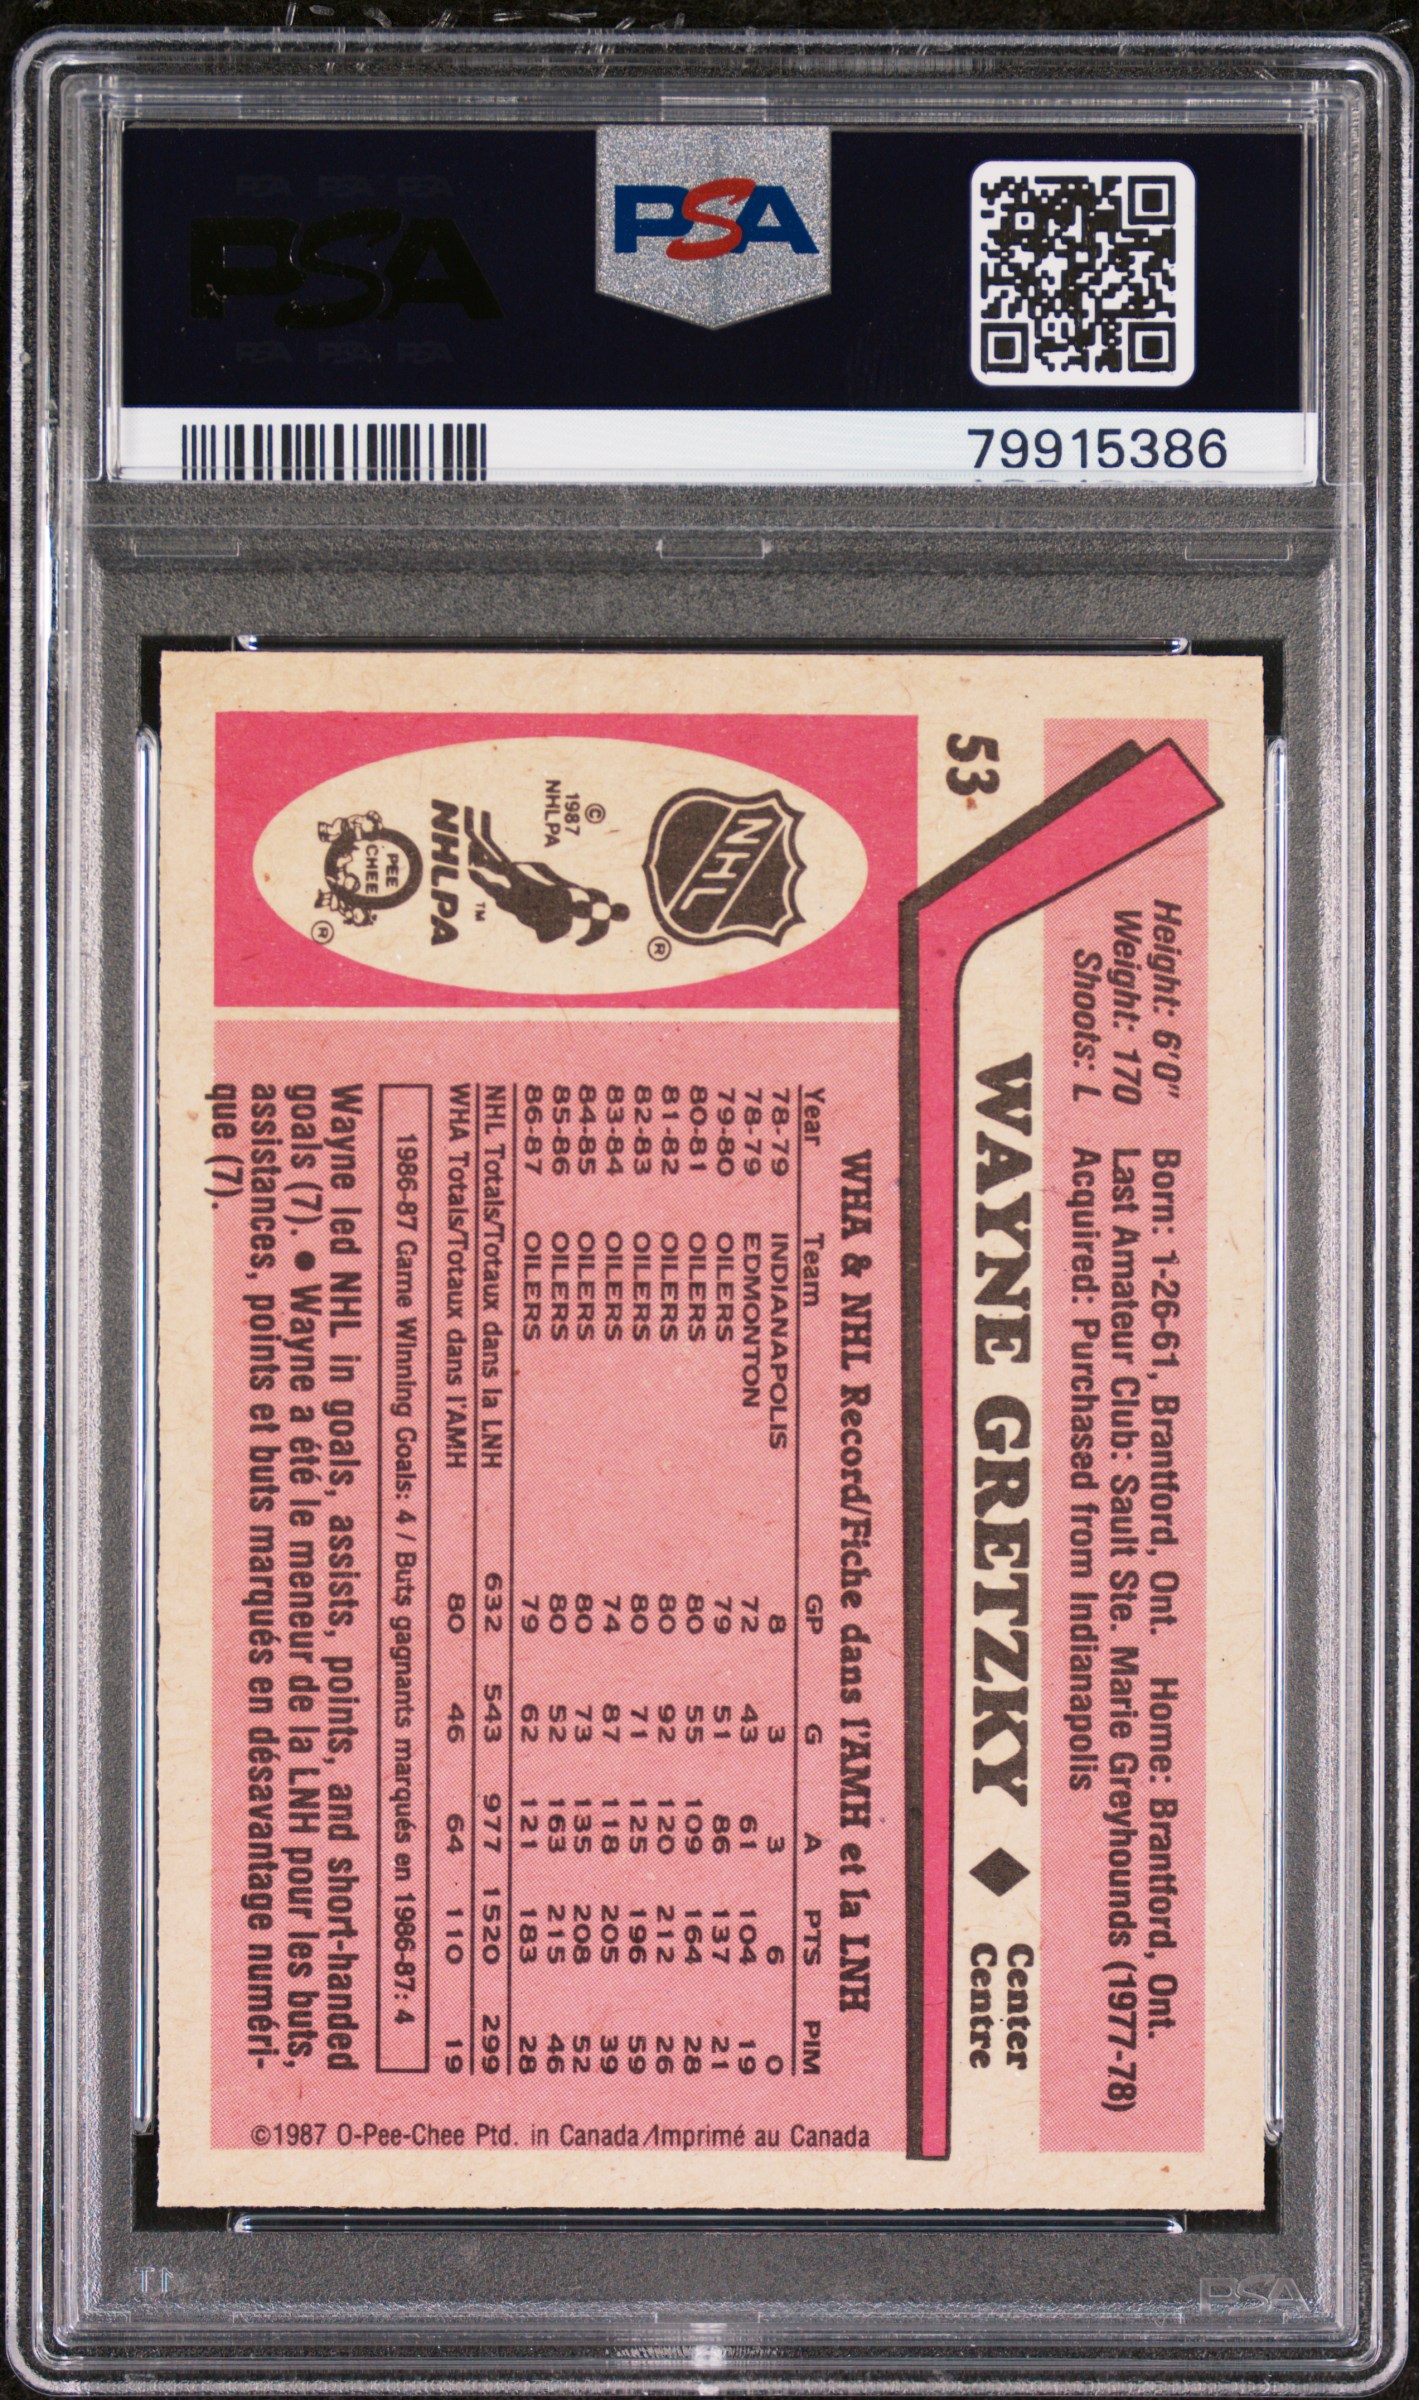 PSA PSA PSA
PSA
PSA PSA PSA
PSA
79915386
Height: 6'0" Born: 1-26-61, Brantford, Ont. Home: Brantford, Ont.
Weight: 170 Last Amateur Club: Sault Ste. Marie Greyhounds (1977-78)
Shoots: L Acquired: Purchased from Indianapolis
53
WAYNE GRETZKY ◆ Center
Centre
NHL
®
© 1987 NHLPA
™
NHLPA
O PEE CHEE
®
WHA & NHL Record/Fiche dans l'AMH et la LNH
Year Team GP G A PTS PIM
78-79 INDIANAPOLIS 8 3 3 6 0
78-79 EDMONTON 72 43 61 104 19
79-80 OILERS 79 51 86 137 21
80-81 OILERS 80 55 109 164 28
81-82 OILERS 80 92 120 212 26
82-83 OILERS 80 71 125 196 59
83-84 OILERS 74 87 118 205 39
84-85 OILERS 80 73 135 208 52
85-86 OILERS 80 52 163 215 46
86-87 OILERS 79 62 121 183 28
NHL Totals/Totaux dans la LNH 632 543 977 1520 299
WHA Totals/Totaux dans l'AMH 80 46 64 110 19
1986-87 Game Winning Goals: 4 / Buts gagnants marqués en 1986-87: 4
Wayne led NHL in goals, assists, points, and short-handed
goals (7). ● Wayne a été le meneur de la LNH pour les buts,
assistances, points et buts marqués en désavantage numéri-
que (7).
©1987 O-Pee-Chee Ptd. in Canada/Imprimé au Canada
PSA